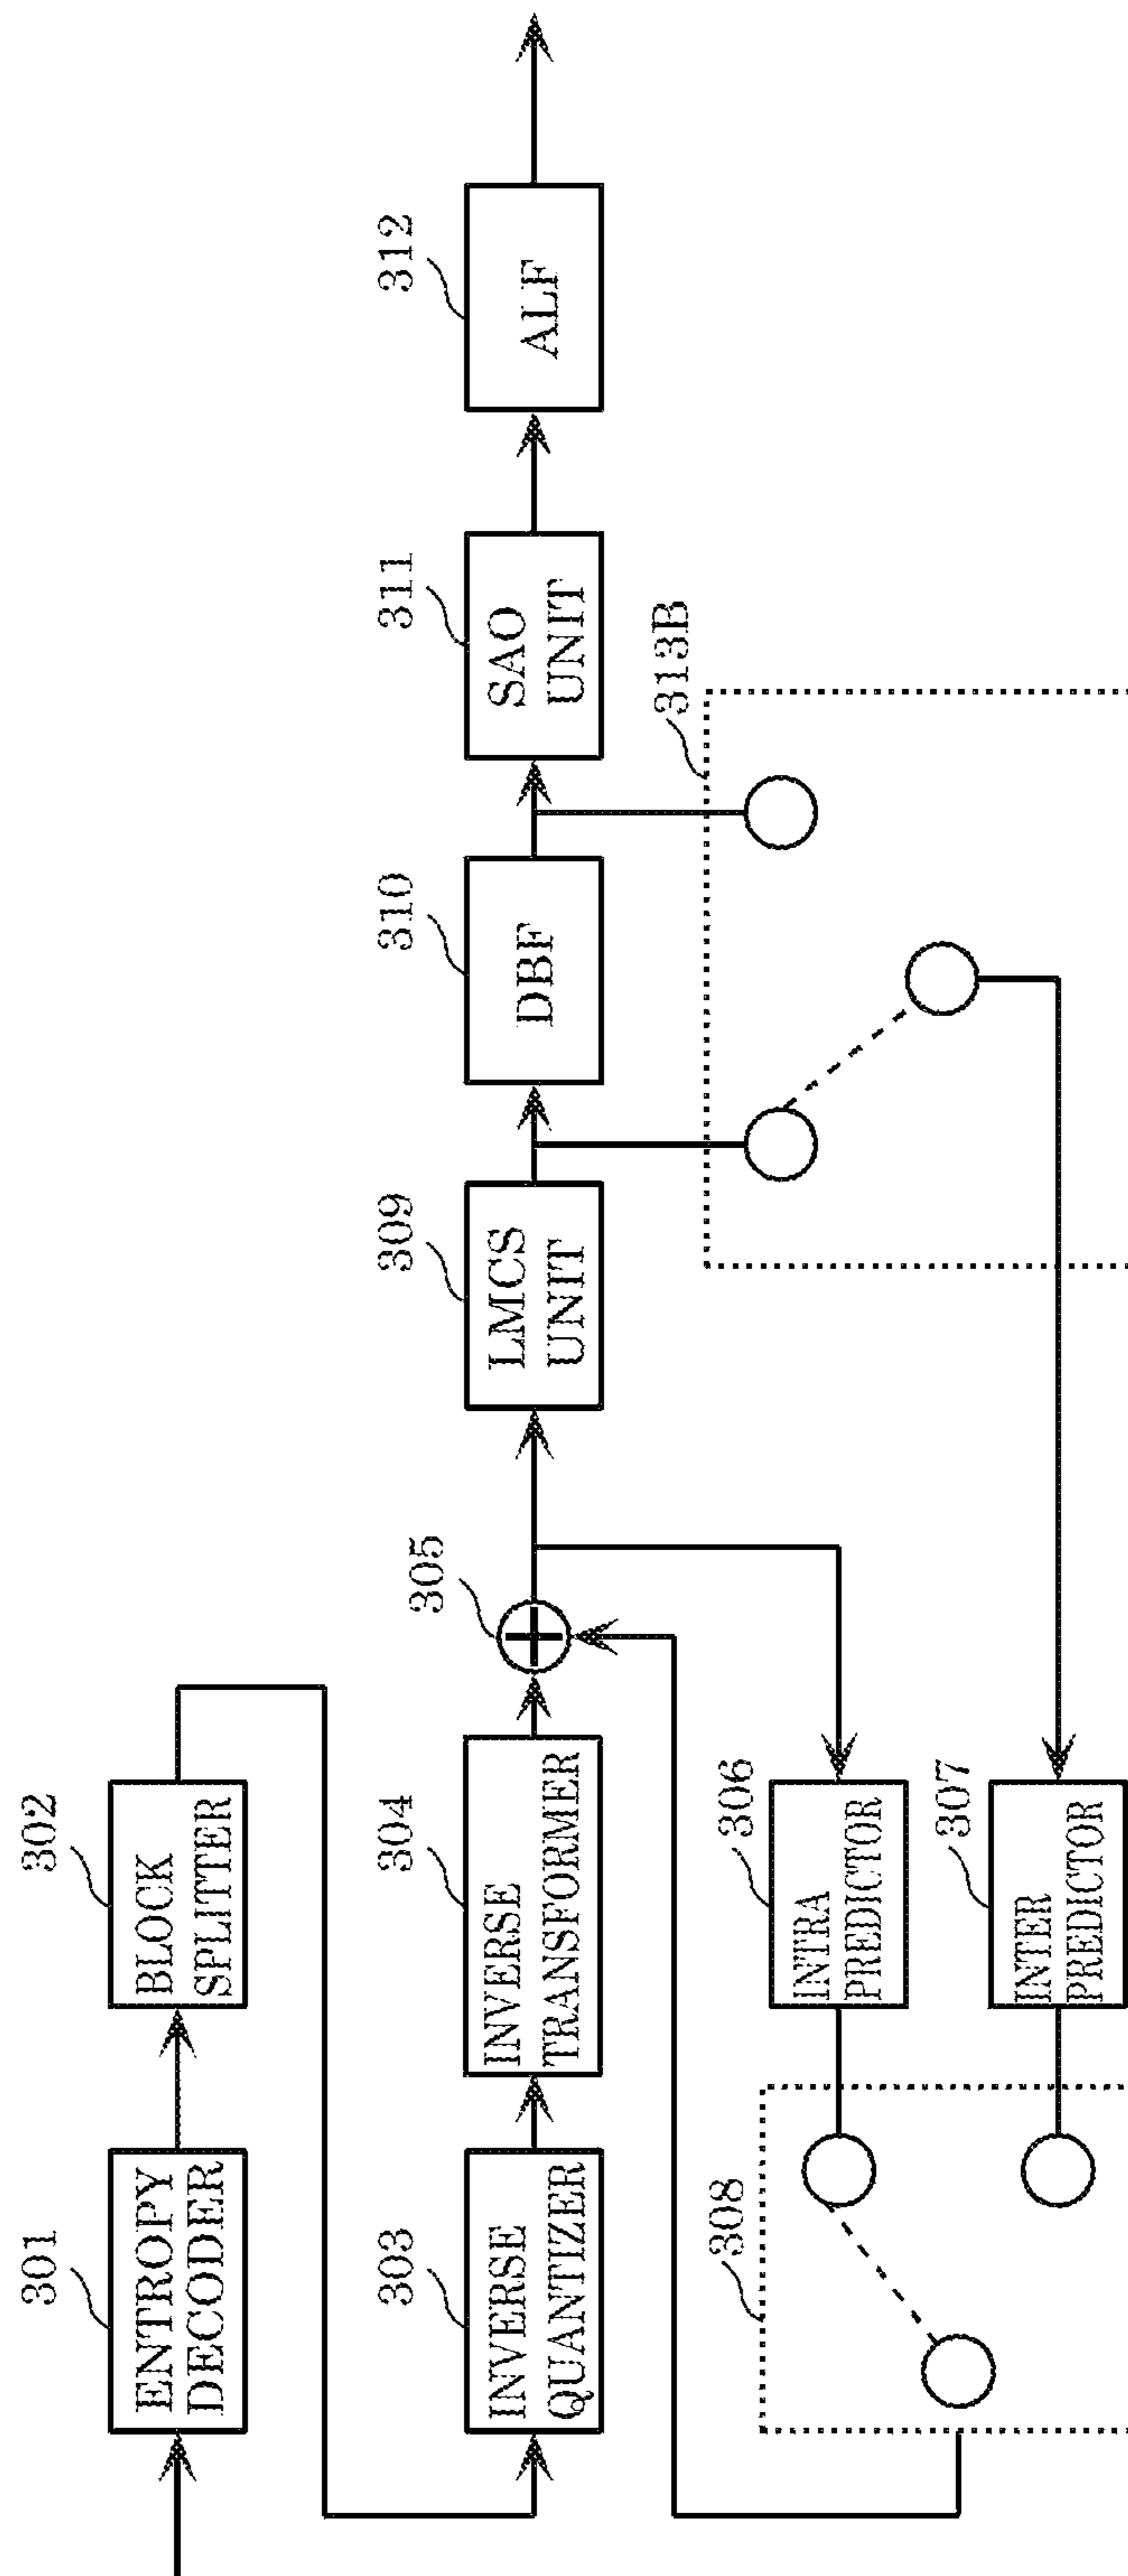 301
ENTROPY
DECODER
302
BLOCK
SPLITTER
303
INVERSE
QUANTIZER
304
INVERSE
TRANSFORMER
305
309
LMCS
UNIT
310
DBF
311
SAO
UNIT
312
ALF
308
306
INTRA
PREDICTOR
307
INTER
PREDICTOR
313B